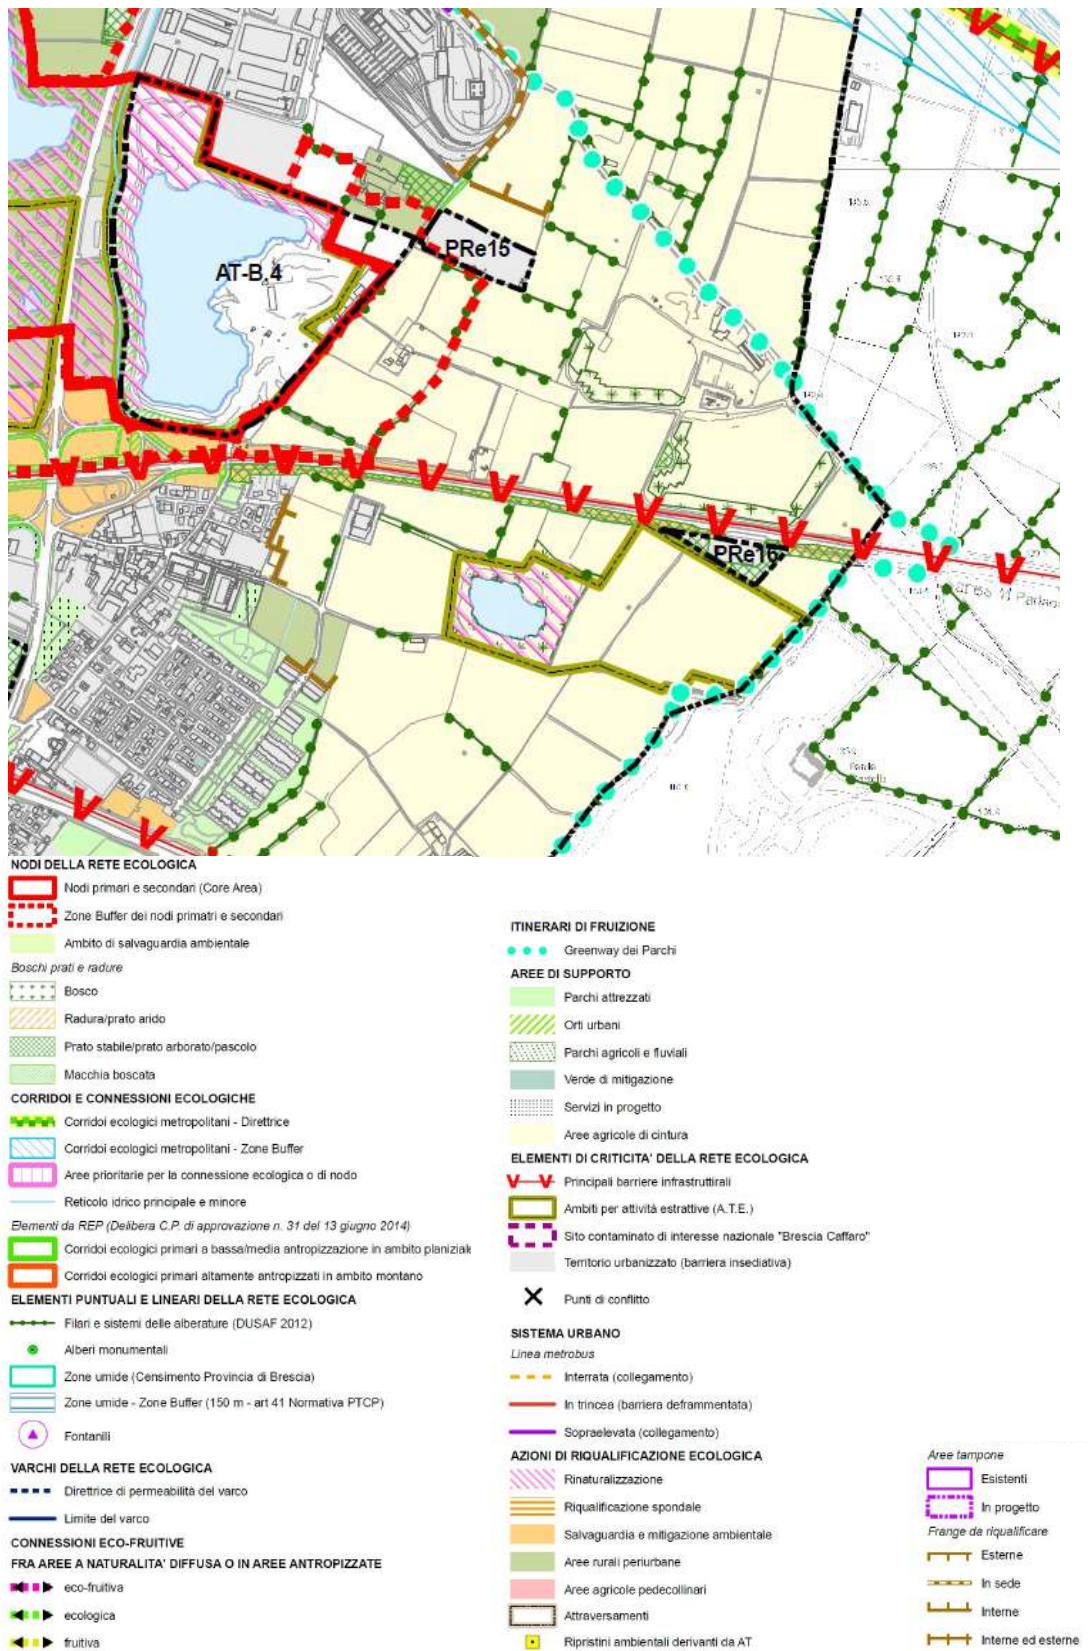 AT-B.4
PRe15
PRe16
NODI DELLA RETE ECOLOGICA
Nodi primari e secondari (Core Area)
Zone Buffer dei nodi primatri e secondari
Ambito di salvaguardia ambientale
Boschi prati e radure
Bosco
Radura/prato arido
Prato stabile/prato arborato/pascolo
Macchia boscata
CORRIDOI E CONNESSIONI ECOLOGICHE
Corridoi ecologici metropolitani - Direttrice
Corridoi ecologici metropolitani - Zone Buffer
Aree prioritarie per la connessione ecologica o di nodo
Reticolo idrico principale e minore
Elementi da REP (Delibera C.P. di approvazione n. 31 del 13 giugno 2014)
Corridoi ecologici primari a bassa/media antropizzazione in ambito planizial
Corridoi ecologici primari altamente antropizzati in ambito montano
ELEMENTI PUNTUALI E LINEARI DELLA RETE ECOLOGICA
Filari e sistemi delle alberature (DUSAF 2012)
Alberi monumentali
Zone umide (Censimento Provincia di Brescia)
Zone umide - Zone Buffer (150 m - art 41 Normativa PTCP)
Fontanili
VARCHI DELLA RETE ECOLOGICA
Direttrice di permeabilità del varco
Limite del varco
CONNESSIONI ECO-FRUITIVE
FRA AREE A NATURALITA' DIFFUSA O IN AREE ANTROPIZZATE
eco-fruitiva
ecologica
fruitiva
ITINERARI DI FRUIZIONE
Greenway dei Parchi
AREE DI SUPPORTO
Parchi attrezzati
Orti urbani
Parchi agricoli e fluviali
Verde di mitigazione
Servizi in progetto
Aree agricole di cintura
ELEMENTI DI CRITICITA' DELLA RETE ECOLOGICA
Principali barriere infrastruttirali
Ambiti per attività estrattive (A.T.E.)
Sito contaminato di interesse nazionale "Brescia Caffaro"
Territorio urbanizzato (barriera insediativa)
Punti di conflitto
SISTEMA URBANO
Linea metrobus
Interrata (collegamento)
In trincea (barriera deframmentata)
Sopraelevata (collegamento)
AZIONI DI RIQUALIFICAZIONE ECOLOGICA
Rinaturalizzazione
Riqualificazione spondale
Salvaguardia e mitigazione ambientale
Aree rurali periurbane
Aree agricole pedecollinari
Attraversamenti
Ripristini ambientali derivanti da AT
Aree tampone
Esistenti
In progetto
Frange da riqualificare
Esterne
In sede
Interne
Interne ed esterne